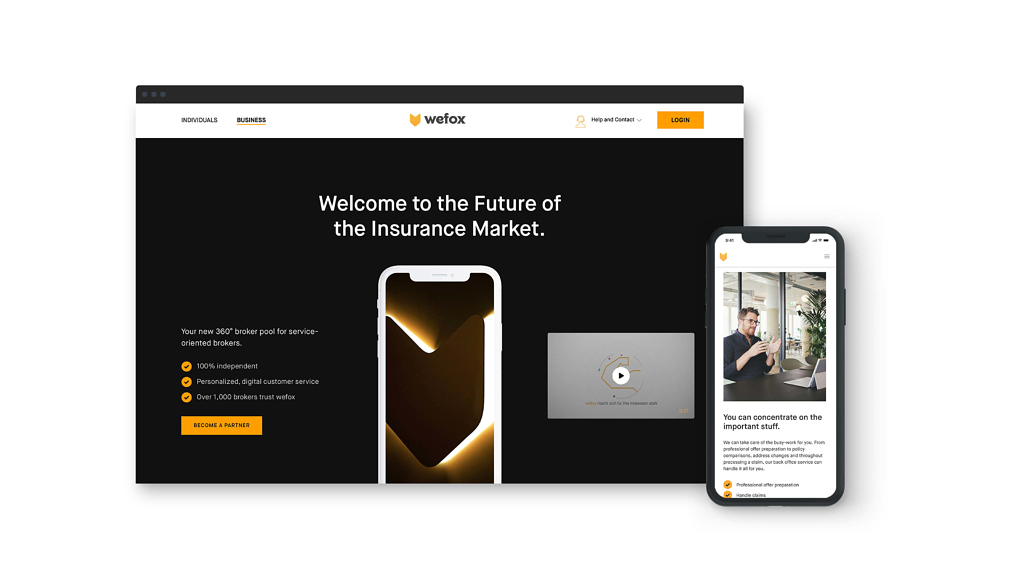 INDIVIDUALS
BUSINESS
wefox
Help and Contact
LOGIN
Welcome to the Future of
the Insurance Market.
Your new 360° broker pool for service-
oriented brokers.
100% independent
Personalized, digital customer service
Over 1,000 brokers trust wefox
BECOME A PARTNER
9:41
You can concentrate on the
important stuff.
We can take care of the busy-work for you. From
professional offer preparation to policy
comparisons, address changes and throughout
processing a claim, our back office service can
handle it all for you.
Professional offer preparation
Handle claims